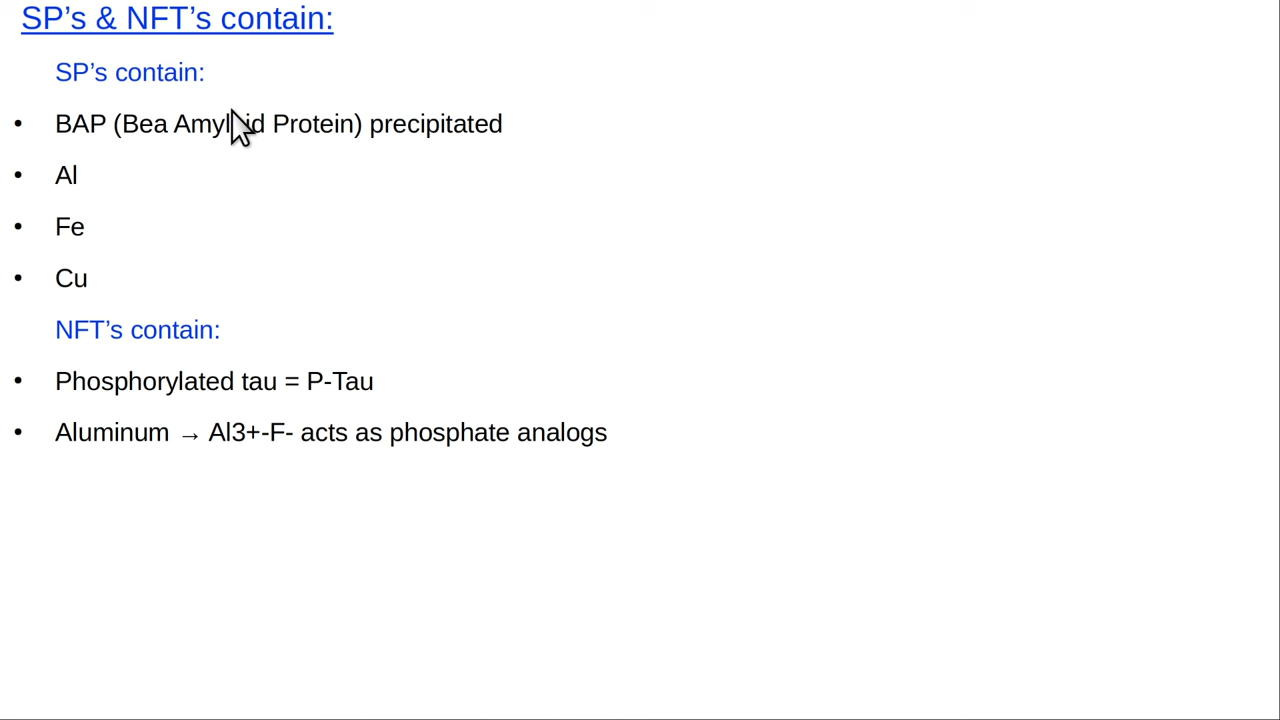 SP’s & NFT’s contain:
SP’s contain:
• BAP (Bea Amyloid Protein) precipitated
• Al
• Fe
• Cu
NFT’s contain:
• Phosphorylated tau = P-Tau
• Aluminum → Al3+-F- acts as phosphate analogs